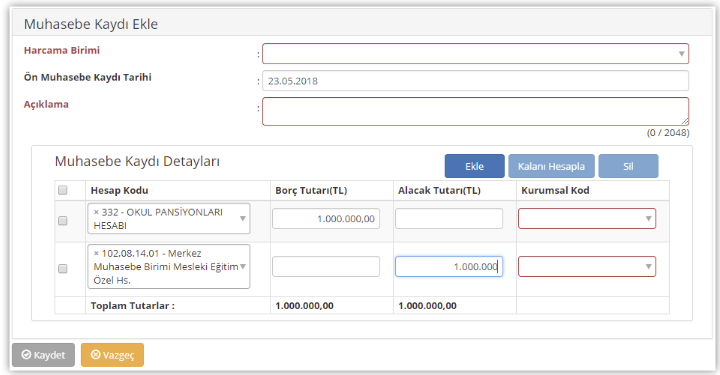 Muhasebe Kaydı Ekle
Harcama Birimi :
Ön Muhasebe Kaydı Tarihi : 23.05.2018
Açıklama :
(0 / 2048)
Muhasebe Kaydı Detayları Ekle Kalanı Hesapla Sil
Hesap Kodu Borç Tutarı(TL) Alacak Tutarı(TL) Kurumsal Kod
× 332 - OKUL PANSİYONLARI HESABI 1.000.000,00
× 102.08.14.01 - Merkez Muhasebe Birimi Mesleki Eğitim Özel Hs. 1.000.000
Toplam Tutarlar : 1.000.000,00 1.000.000,00
Kaydet Vazgeç